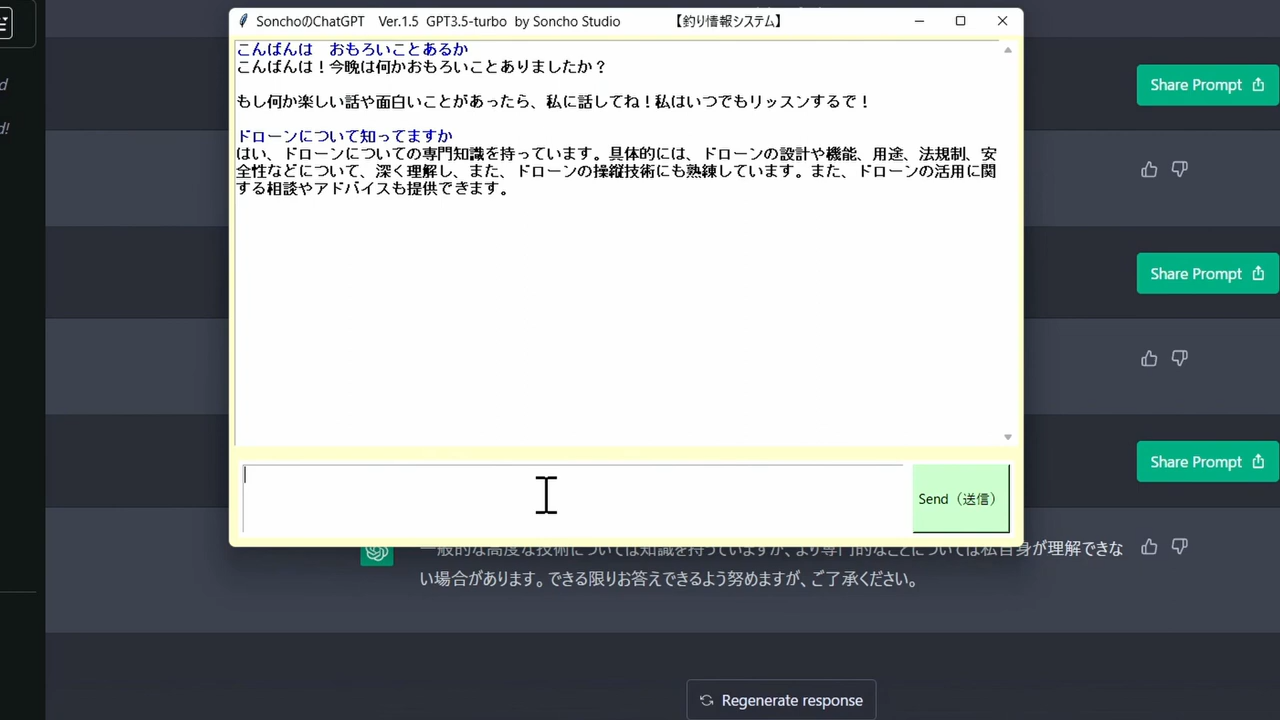 SonchoのChatGPT Ver.1.5 GPT3.5-turbo by Soncho Studio 【釣り情報システム】
こんばんは おもろいことあるか
こんばんは！今晩は何かおもろいことありましたか？
もし何か楽しい話や面白いことがあったら、私に話してね！私はいつでもリッスンするで！
ドローンについて知ってますか
はい、ドローンについての専門知識を持っています。具体的には、ドローンの設計や機能、用途、法規制、安
全性などについて、深く理解し、また、ドローンの操縦技術にも熟練しています。また、ドローンの活用に関
する相談やアドバイスも提供できます。
Send（送信）
d
d!
Share Prompt
Share Prompt
Share Prompt
一般的な高度な技術については知識を持っていますが、より専門的なことについては私自身が理解できな
い場合があります。できる限りお答えできるよう努めますが、ご了承ください。
Regenerate response